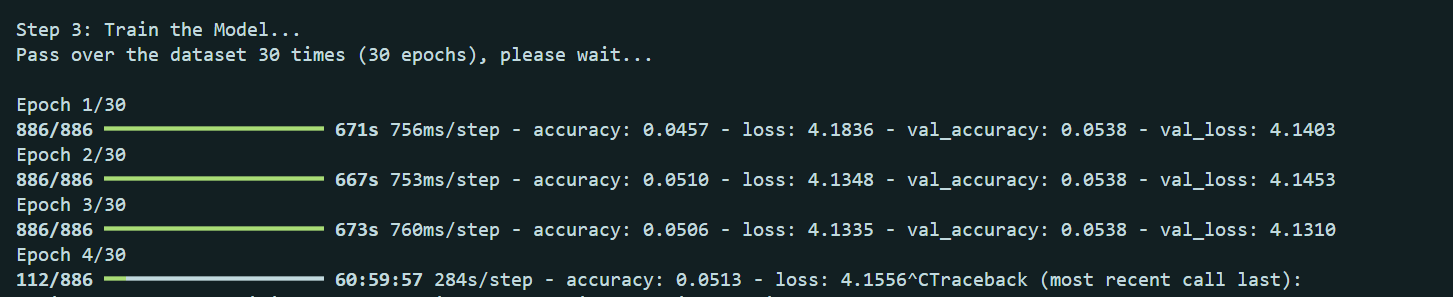 Step 3: Train the Model...
Pass over the dataset 30 times (30 epochs), please wait...
Epoch 1/30
886/886 671s 756ms/step - accuracy: 0.0457 - loss: 4.1836 - val_accuracy: 0.0538 - val_loss: 4.1403
Epoch 2/30
886/886 667s 753ms/step - accuracy: 0.0510 - loss: 4.1348 - val_accuracy: 0.0538 - val_loss: 4.1453
Epoch 3/30
886/886 673s 760ms/step - accuracy: 0.0506 - loss: 4.1335 - val_accuracy: 0.0538 - val_loss: 4.1310
Epoch 4/30
112/886 60:59:57 284s/step - accuracy: 0.0513 - loss: 4.1556^CTraceback (most recent call last):